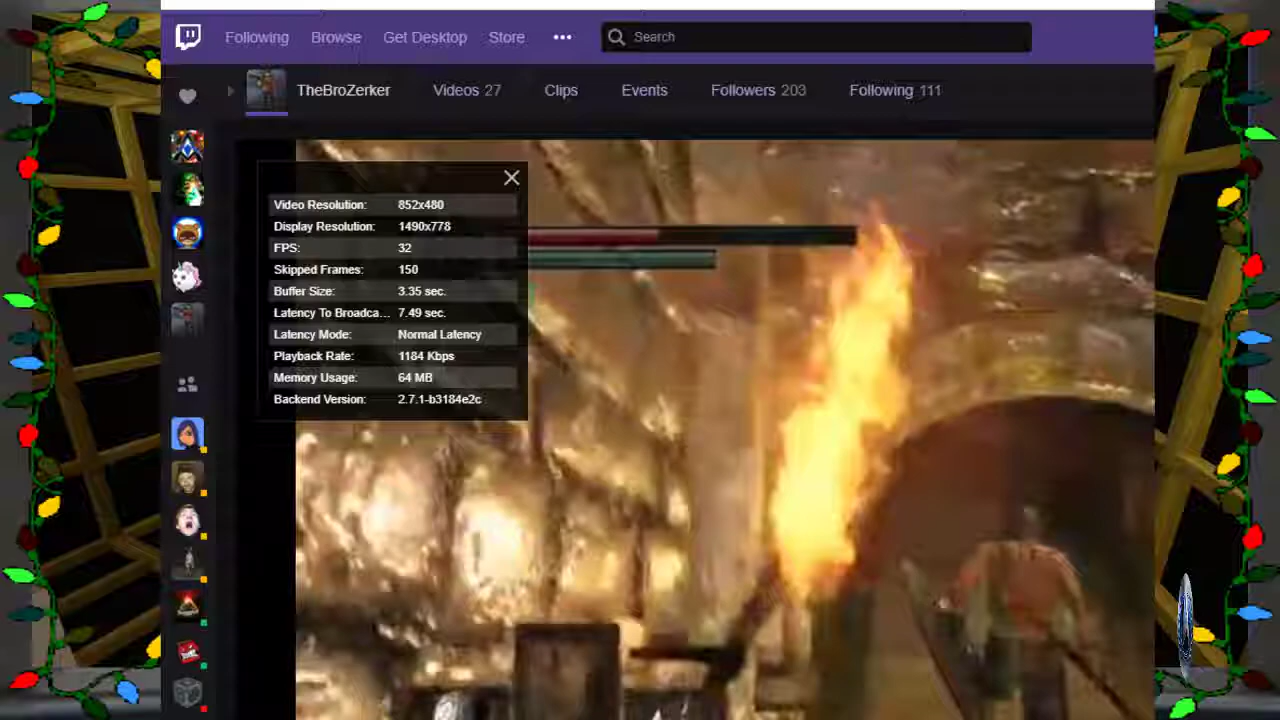 Following Browse Get Desktop Store ••• Search
TheBroZerker Videos 27 Clips Events Followers 203 Following 111
Video Resolution: 852x480
Display Resolution: 1490x778
FPS: 32
Skipped Frames: 150
Buffer Size: 3.35 sec.
Latency To Broadca... 7.49 sec.
Latency Mode: Normal Latency
Playback Rate: 1184 Kbps
Memory Usage: 64 MB
Backend Version: 2.7.1-b3184e2c